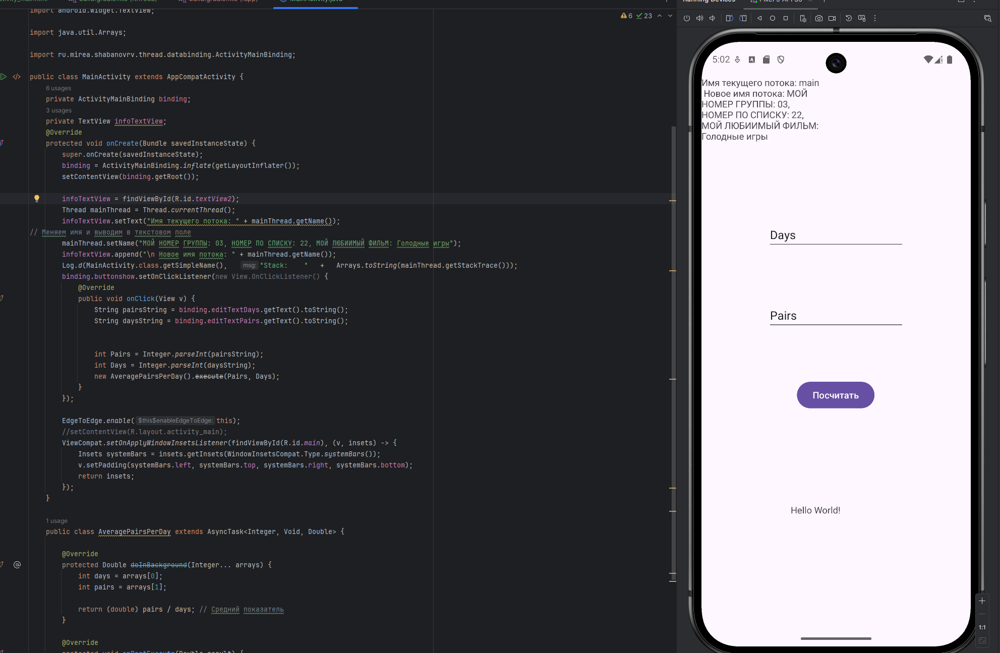 import android.widget.TextView;
6 23
import java.util.Arrays;
import ru.mirea.shabanovrv.thread.databinding.ActivityMainBinding;
public class MainActivity extends AppCompatActivity {
6 usages
private ActivityMainBinding binding;
3 usages
private TextView infoTextView;
@Override
protected void onCreate(Bundle savedInstanceState) {
super.onCreate(savedInstanceState);
binding = ActivityMainBinding.inflate(getLayoutInflater());
setContentView(binding.getRoot());
infoTextView = findViewById(R.id.textView2);
Thread mainThread = Thread.currentThread();
infoTextView.setText("Имя текущего потока: " + mainThread.getName());
// Меняем имя и выводим в текстовом поле
mainThread.setName("МОЙ НОМЕР ГРУППЫ: 03, НОМЕР ПО СПИСКУ: 22, МОЙ ЛЮБИИМЫЙ ФИЛЬМ: Голодные игры");
infoTextView.append("\n Новое имя потока: " + mainThread.getName());
Log.d(MainActivity.class.getSimpleName(), msg: "Stack: " + Arrays.toString(mainThread.getStackTrace()));
binding.buttonshow.setOnClickListener(new View.OnClickListener() {
@Override
public void onClick(View v) {
String pairsString = binding.editTextDays.getText().toString();
String daysString = binding.editTextPairs.getText().toString();
int Pairs = Integer.parseInt(pairsString);
int Days = Integer.parseInt(daysString);
new AveragePairsPerDay().execute(Pairs, Days);
}
});
EdgeToEdge.enable( $this$enableEdgeToEdge: this);
//setContentView(R.layout.activity_main);
ViewCompat.setOnApplyWindowInsetsListener(findViewById(R.id.main), (v, insets) -> {
Insets systemBars = insets.getInsets(WindowInsetsCompat.Type.systemBars());
v.setPadding(systemBars.left, systemBars.top, systemBars.right, systemBars.bottom);
return insets;
});
}
1 usage
public class AveragePairsPerDay extends AsyncTask<Integer, Void, Double> {
@Override
protected Double doInBackground(Integer... arrays) {
int days = arrays[0];
int pairs = arrays[1];
return (double) pairs / days; // Средний показатель
}
@Override
5:02
Имя текущего потока: main
Новое имя потока: МОЙ
НОМЕР ГРУППЫ: 03,
НОМЕР ПО СПИСКУ: 22,
МОЙ ЛЮБИИМЫЙ ФИЛЬМ:
Голодные игры
Days
Pairs
Посчитать
Hello World!
1:1